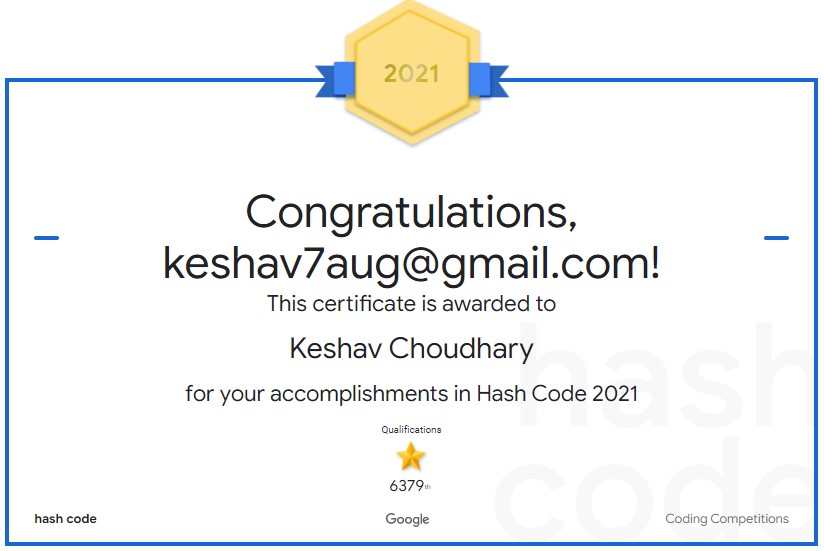 2021
Congratulations,
keshav7aug@gmail.com!
This certificate is awarded to
Keshav Choudhary
for your accomplishments in Hash Code 2021
Qualifications
6379th
hash code
Google
Coding Competitions
hash
code